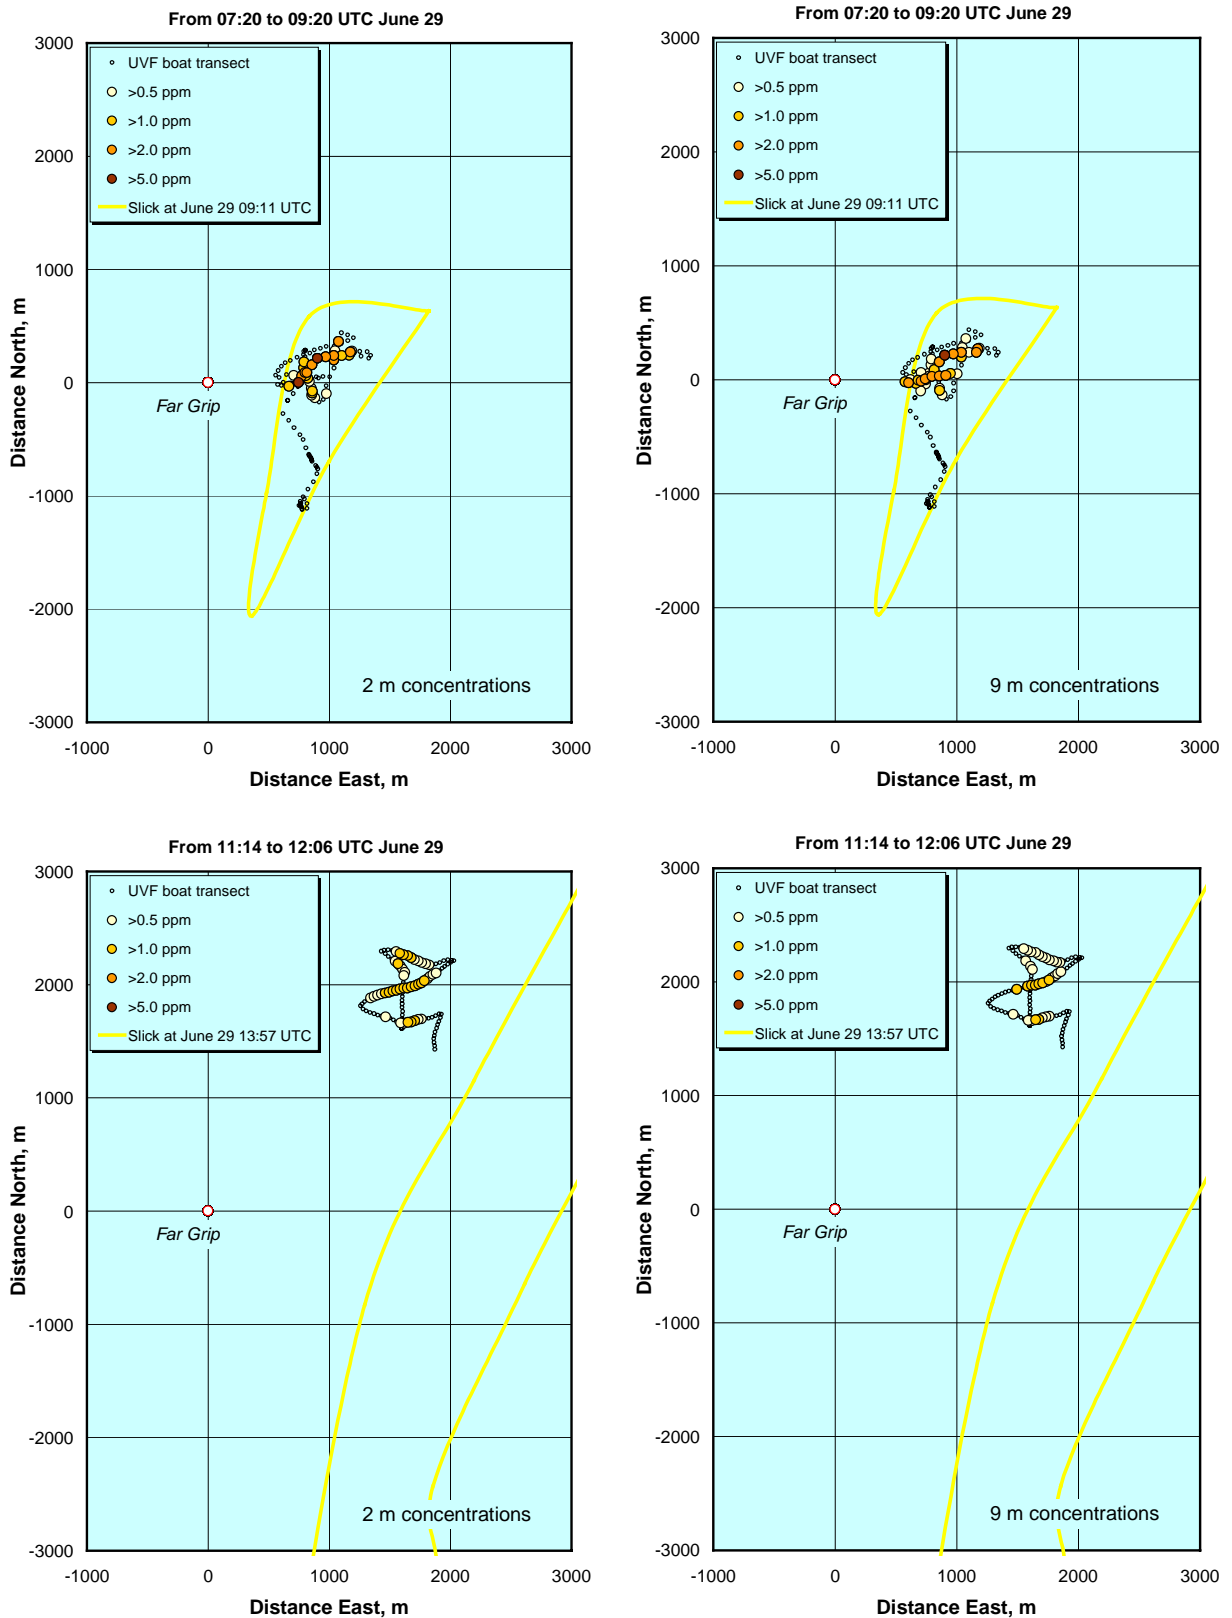 From 07:20 to 09:20 UTC June 29
3000
2000
1000
0
-1000
-2000
-3000
Distance North, m
UVF boat transect
>0.5 ppm
>1.0 ppm
>2.0 ppm
>5.0 ppm
Slick at June 29 09:11 UTC
Far Grip
2 m concentrations
-1000 0 1000 2000 3000
Distance East, m
From 07:20 to 09:20 UTC June 29
3000
2000
1000
0
-1000
-2000
-3000
Distance North, m
UVF boat transect
>0.5 ppm
>1.0 ppm
>2.0 ppm
>5.0 ppm
Slick at June 29 09:11 UTC
Far Grip
9 m concentrations
-1000 0 1000 2000 3000
Distance East, m
From 11:14 to 12:06 UTC June 29
3000
2000
1000
0
-1000
-2000
-3000
Distance North, m
UVF boat transect
>0.5 ppm
>1.0 ppm
>2.0 ppm
>5.0 ppm
Slick at June 29 13:57 UTC
Far Grip
2 m concentrations
-1000 0 1000 2000 3000
Distance East, m
From 11:14 to 12:06 UTC June 29
3000
2000
1000
0
-1000
-2000
-3000
Distance North, m
UVF boat transect
>0.5 ppm
>1.0 ppm
>2.0 ppm
>5.0 ppm
Slick at June 29 13:57 UTC
Far Grip
9 m concentrations
-1000 0 1000 2000 3000
Distance East, m